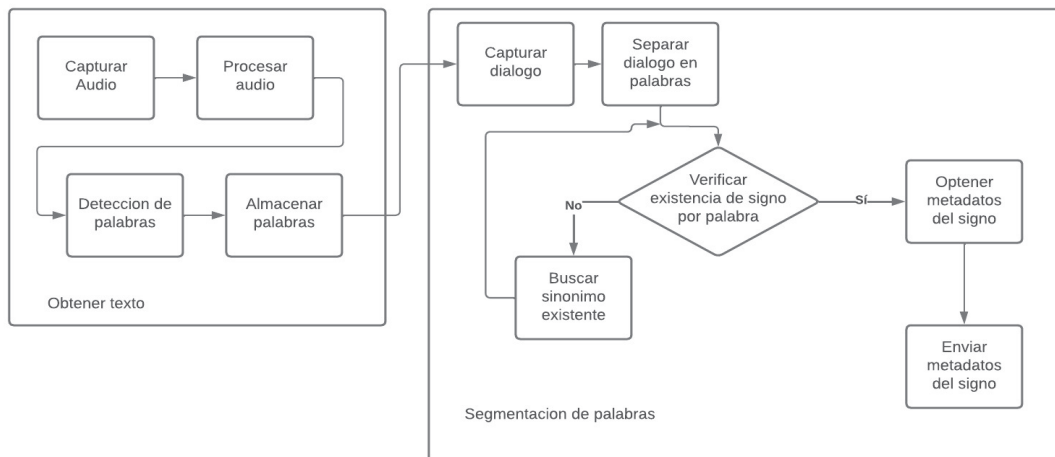 Capturar
Audio
Procesar
audio
Deteccion de
palabras
Almacenar
palabras
Obtener texto
Capturar
dialogo
Separar
dialogo en
palabras
Verificar
existencia de signo
por palabra
No
Sí
Buscar
sinonimo
existente
Optener
metadatos
del signo
Enviar
metadatos
del signo
Segmentacion de palabras